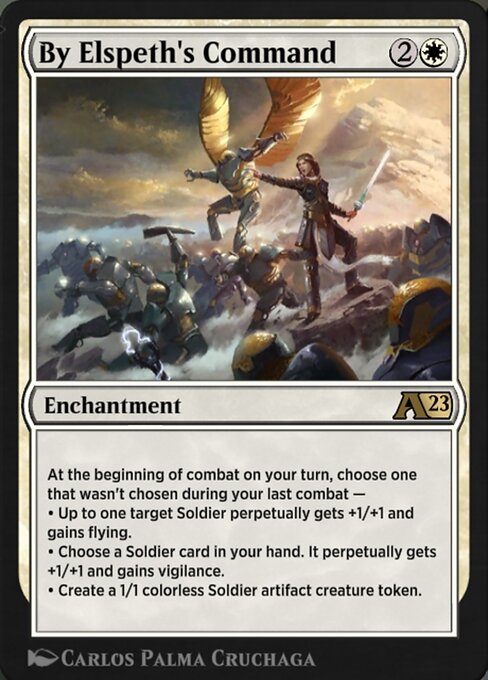 By Elspeth's Command 2
Enchantment A23
At the beginning of combat on your turn, choose one
that wasn't chosen during your last combat —
• Up to one target Soldier perpetually gets +1/+1 and
gains flying.
• Choose a Soldier card in your hand. It perpetually gets
+1/+1 and gains vigilance.
• Create a 1/1 colorless Soldier artifact creature token.
Carlos Palma Cruchaga